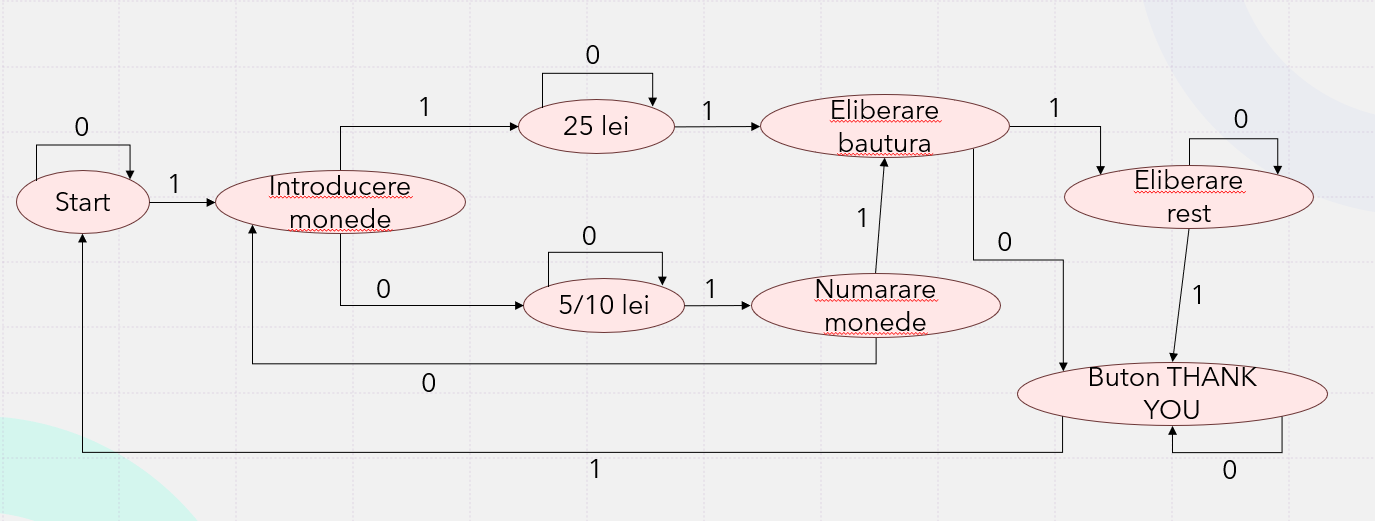 0
0
1
1
1
0
Start
1
Introducere
monede
25 lei
Eliberare
bautura
Eliberare
rest
0
1
0
0
5/10 lei
1
Numarare
monede
1
0
Buton THANK
YOU
1
0